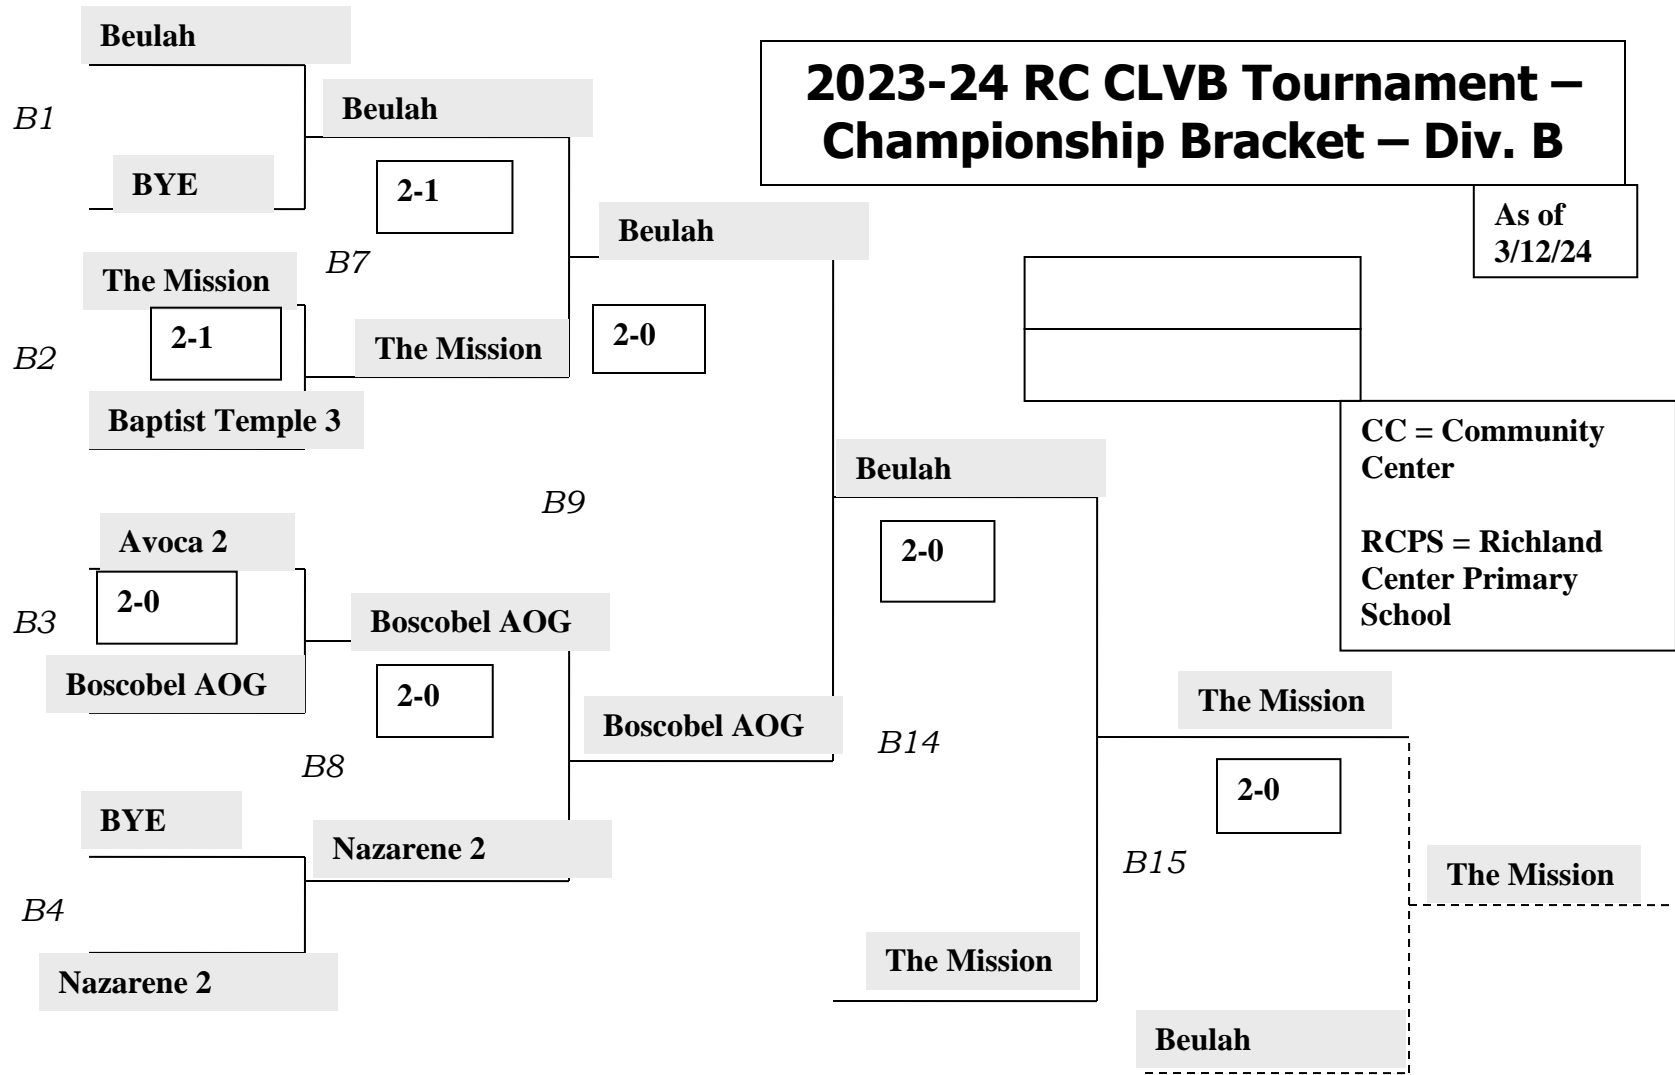 Beulah
2023-24 RC CLVB Tournament –
Championship Bracket – Div. B
B1
Beulah
BYE
2-1
As of
3/12/24
Beulah
B7
The Mission
2-1
B2
The Mission
2-0
Baptist Temple 3
CC = Community
Center
RCPS = Richland
Center Primary
School
Beulah
B9
Avoca 2
2-0
2-0
B3
Boscobel AOG
Boscobel AOG
2-0
Boscobel AOG
B14
The Mission
B8
2-0
BYE
Nazarene 2
B15
The Mission
B4
The Mission
Nazarene 2
Beulah